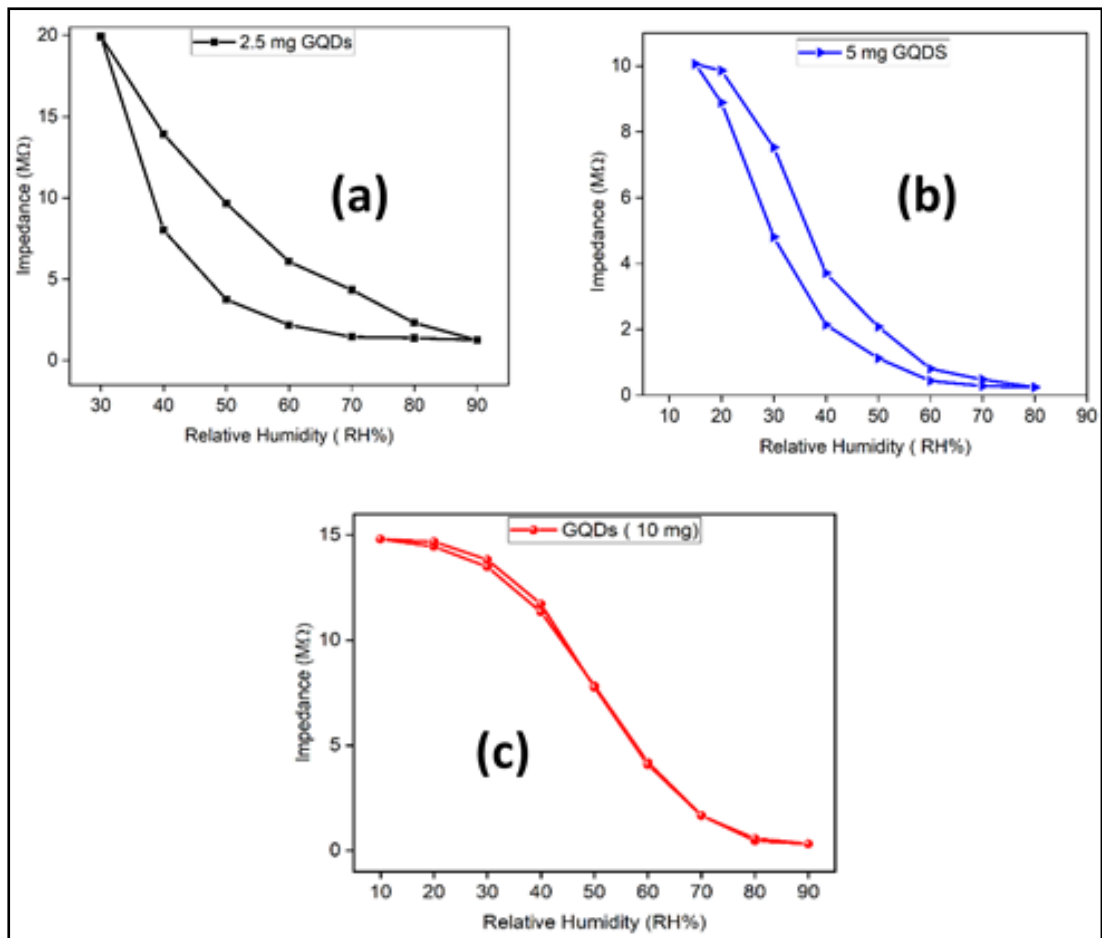 2.5 mg GQDs
20
15
10
5
0
Impedance (MΩ)
(a)
30 40 50 60 70 80 90
Relative Humidity ( RH%)
5 mg GQDS
10
8
6
4
2
0
Impedance (MΩ)
(b)
10 20 30 40 50 60 70 80 90
Relative Humidity ( RH%)
GQDs ( 10 mg)
15
10
5
0
Impedance (MΩ)
(c)
10 20 30 40 50 60 70 80 90
Relative Humidity (RH%)